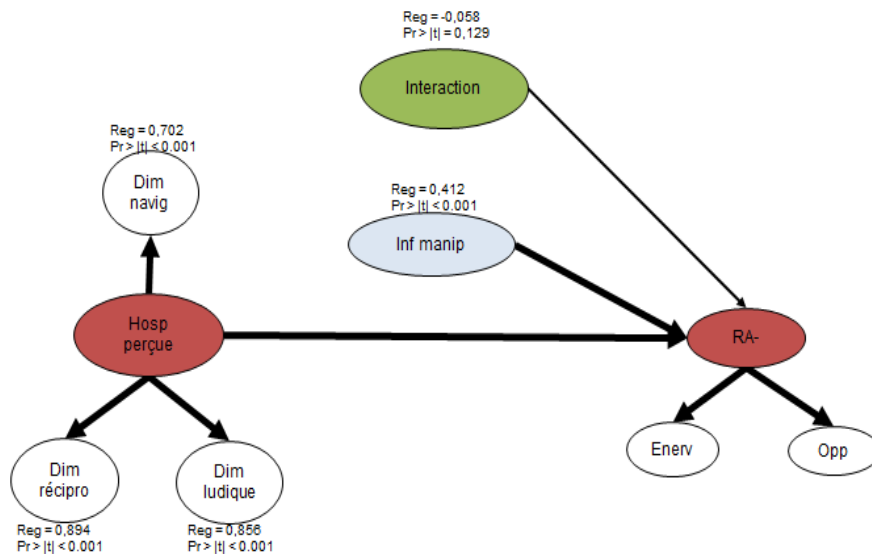 Reg = -0,058
Pr > |t| = 0,129
Interaction
Reg = 0,702
Pr > |t| < 0.001
Dim
navig
Reg = 0,412
Pr > |t| < 0.001
Inf manip
Hosp
perçue
RA-
Enerv
Opp
Dim
récipro
Dim
ludique
Reg = 0,894
Pr > |t| < 0.001
Reg = 0,856
Pr > |t| < 0.001